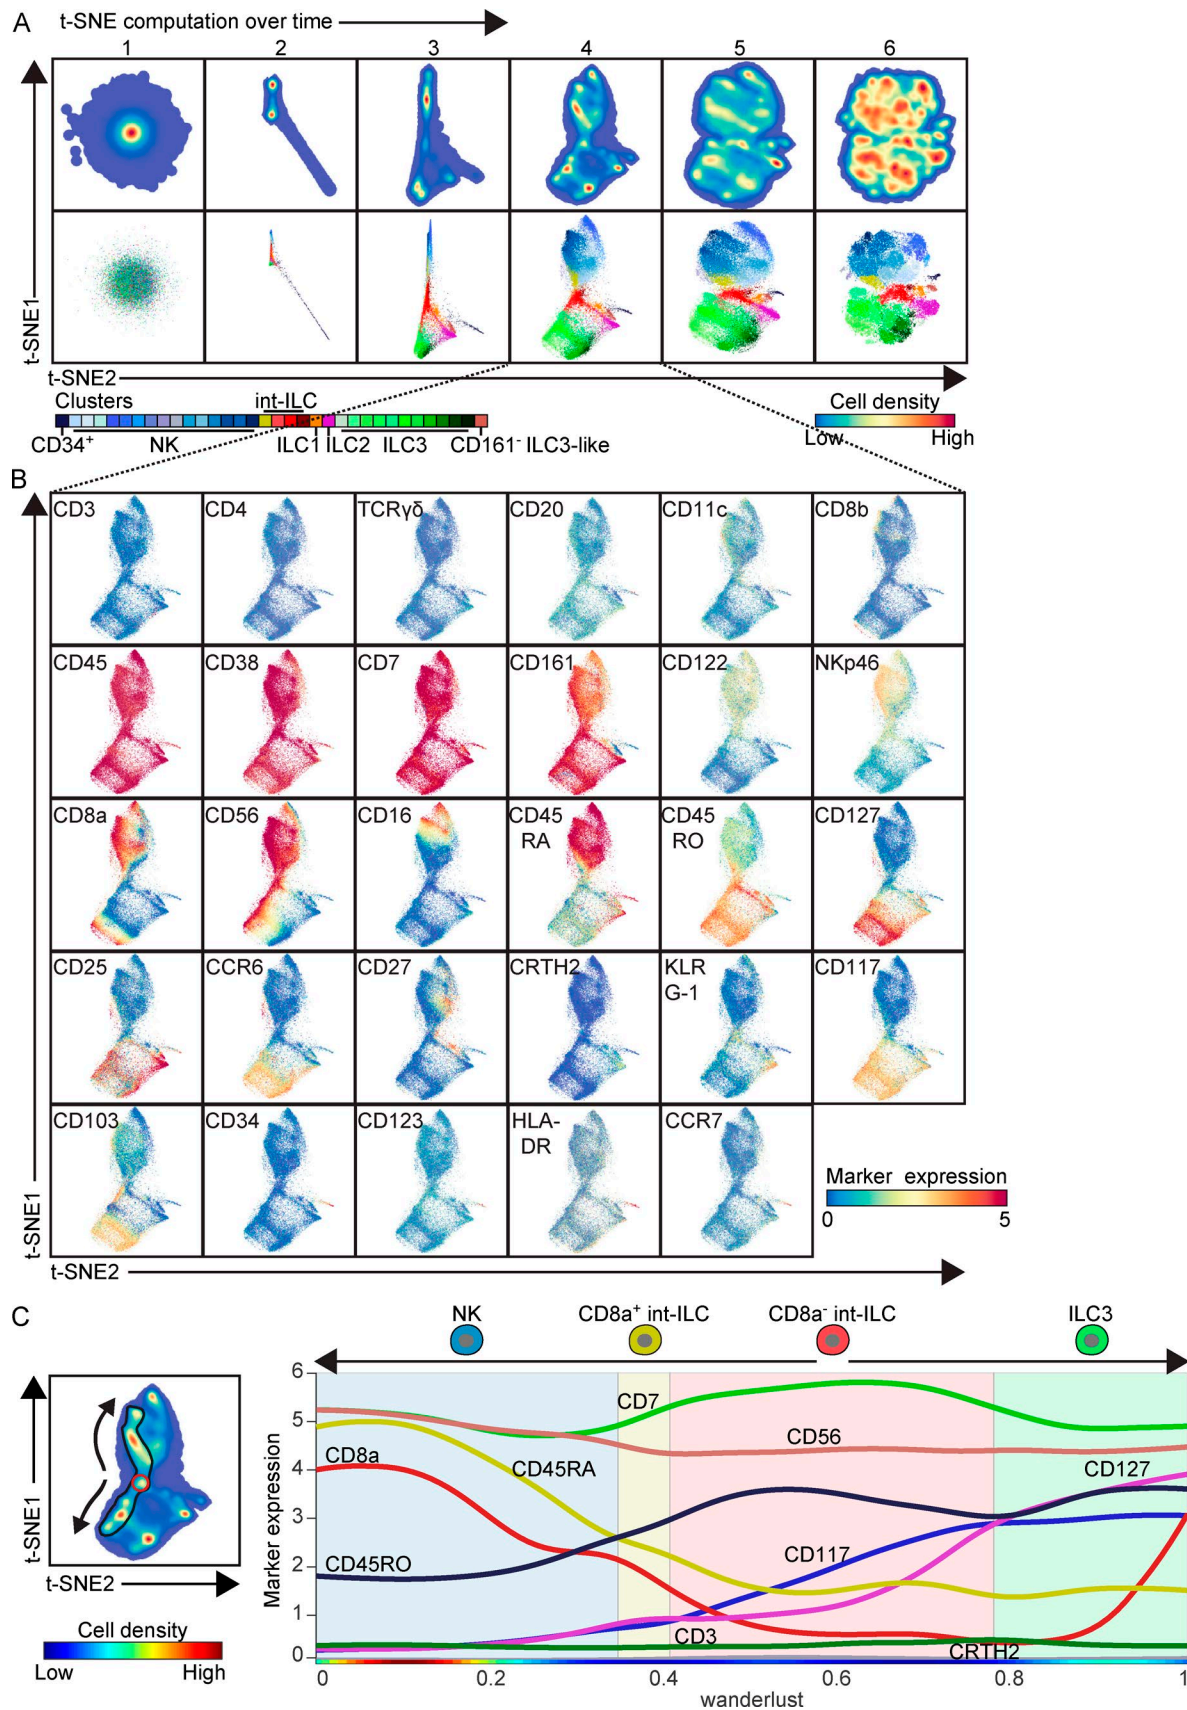 A
t-SNE computation over time
1 2 3 4 5 6
t-SNE1
t-SNE2
Clusters
int-ILC
CD34+
NK
ILC1
ILC2
ILC3
CD161- ILC3-like
Cell density
Low High
B
CD3 CD4 TCRγδ CD20 CD11c CD8b
CD45 CD38 CD7 CD161 CD122 NKp46
CD8a CD56 CD16 CD45 RA CD45 RO CD127
CD25 CCR6 CD27 CRTH2 KLR G-1 CD117
CD103 CD34 CD123 HLA-DR CCR7
t-SNE1
t-SNE2
Marker expression
0 5
C
NK CD8a+ int-ILC CD8a- int-ILC ILC3
t-SNE1
t-SNE2
Cell density
Low High
Marker expression
6
5
4
3
2
1
0
CD7
CD56
CD8a
CD45RA
CD127
CD45RO
CD117
CD3
CRTH2
0 0.2 0.4 0.6 0.8 1
wanderlust